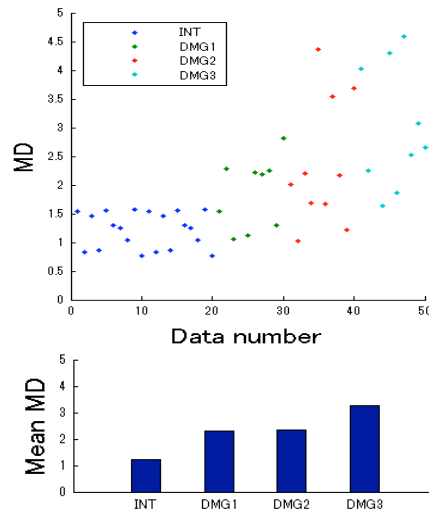 INT
DMG1
DMG2
DMG3
5
4.5
4
3.5
3
2.5
2
1.5
1
0.5
0
MD
0 10 20 30 40 50
Data number
5
4
3
2
1
0
Mean MD
INT DMG1 DMG2 DMG3